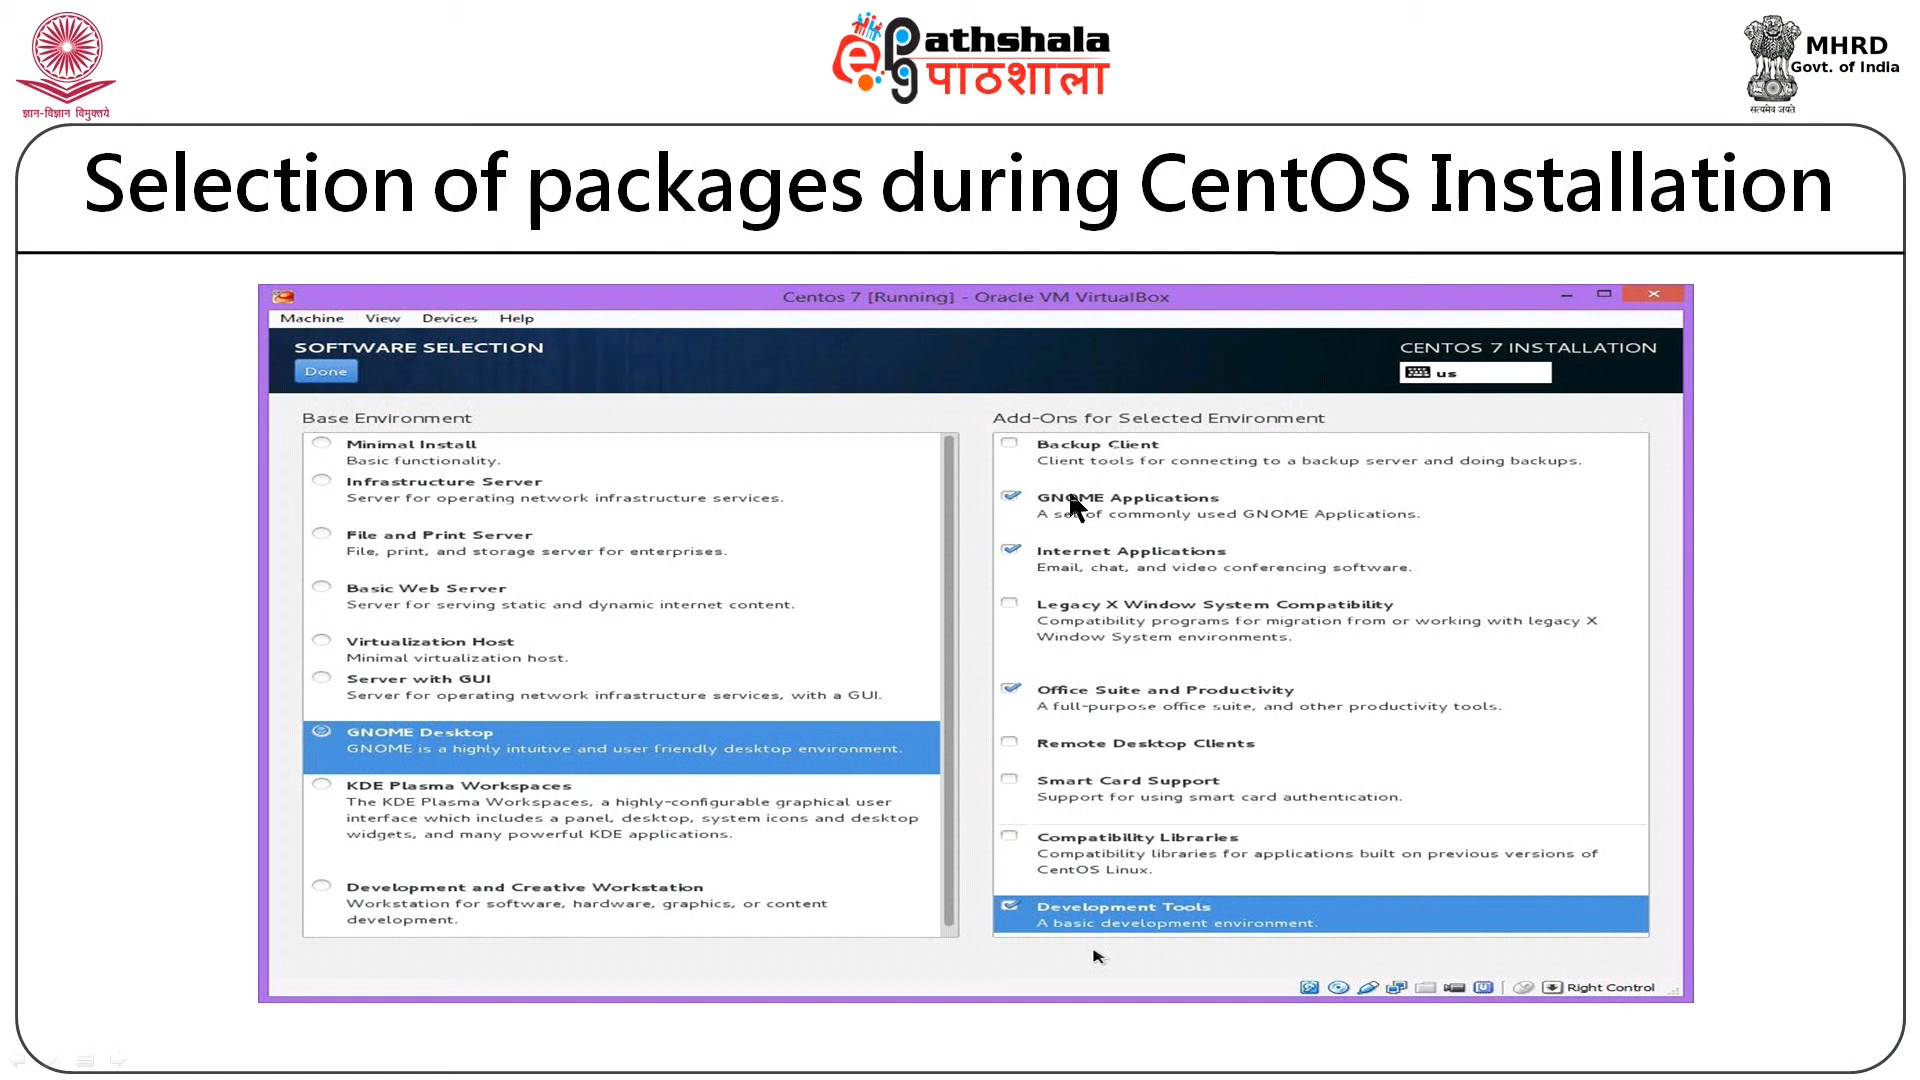 ज्ञान-विज्ञान विमुक्तये
ePathshala
पाठशाला
MHRD
Govt. of India
सत्यमेव जयते
Selection of packages during CentOS Installation
Centos 7 [Running] - Oracle VM VirtualBox
Machine View Devices Help
SOFTWARE SELECTION
Done
CENTOS 7 INSTALLATION
us
Base Environment
Minimal Install
Basic functionality.
Infrastructure Server
Server for operating network infrastructure services.
File and Print Server
File, print, and storage server for enterprises.
Basic Web Server
Server for serving static and dynamic internet content.
Virtualization Host
Minimal virtualization host.
Server with GUI
Server for operating network infrastructure services, with a GUI.
GNOME Desktop
GNOME is a highly intuitive and user friendly desktop environment.
KDE Plasma Workspaces
The KDE Plasma Workspaces, a highly-configurable graphical user
interface which includes a panel, desktop, system icons and desktop
widgets, and many powerful KDE applications.
Development and Creative Workstation
Workstation for software, hardware, graphics, or content
development.
Add-Ons for Selected Environment
Backup Client
Client tools for connecting to a backup server and doing backups.
GNOME Applications
A set of commonly used GNOME Applications.
Internet Applications
Email, chat, and video conferencing software.
Legacy X Window System Compatibility
Compatibility programs for migration from or working with legacy X
Window System environments.
Office Suite and Productivity
A full-purpose office suite, and other productivity tools.
Remote Desktop Clients
Smart Card Support
Support for using smart card authentication.
Compatibility Libraries
Compatibility libraries for applications built on previous versions of
CentOS Linux.
Development Tools
A basic development environment.
Right Control